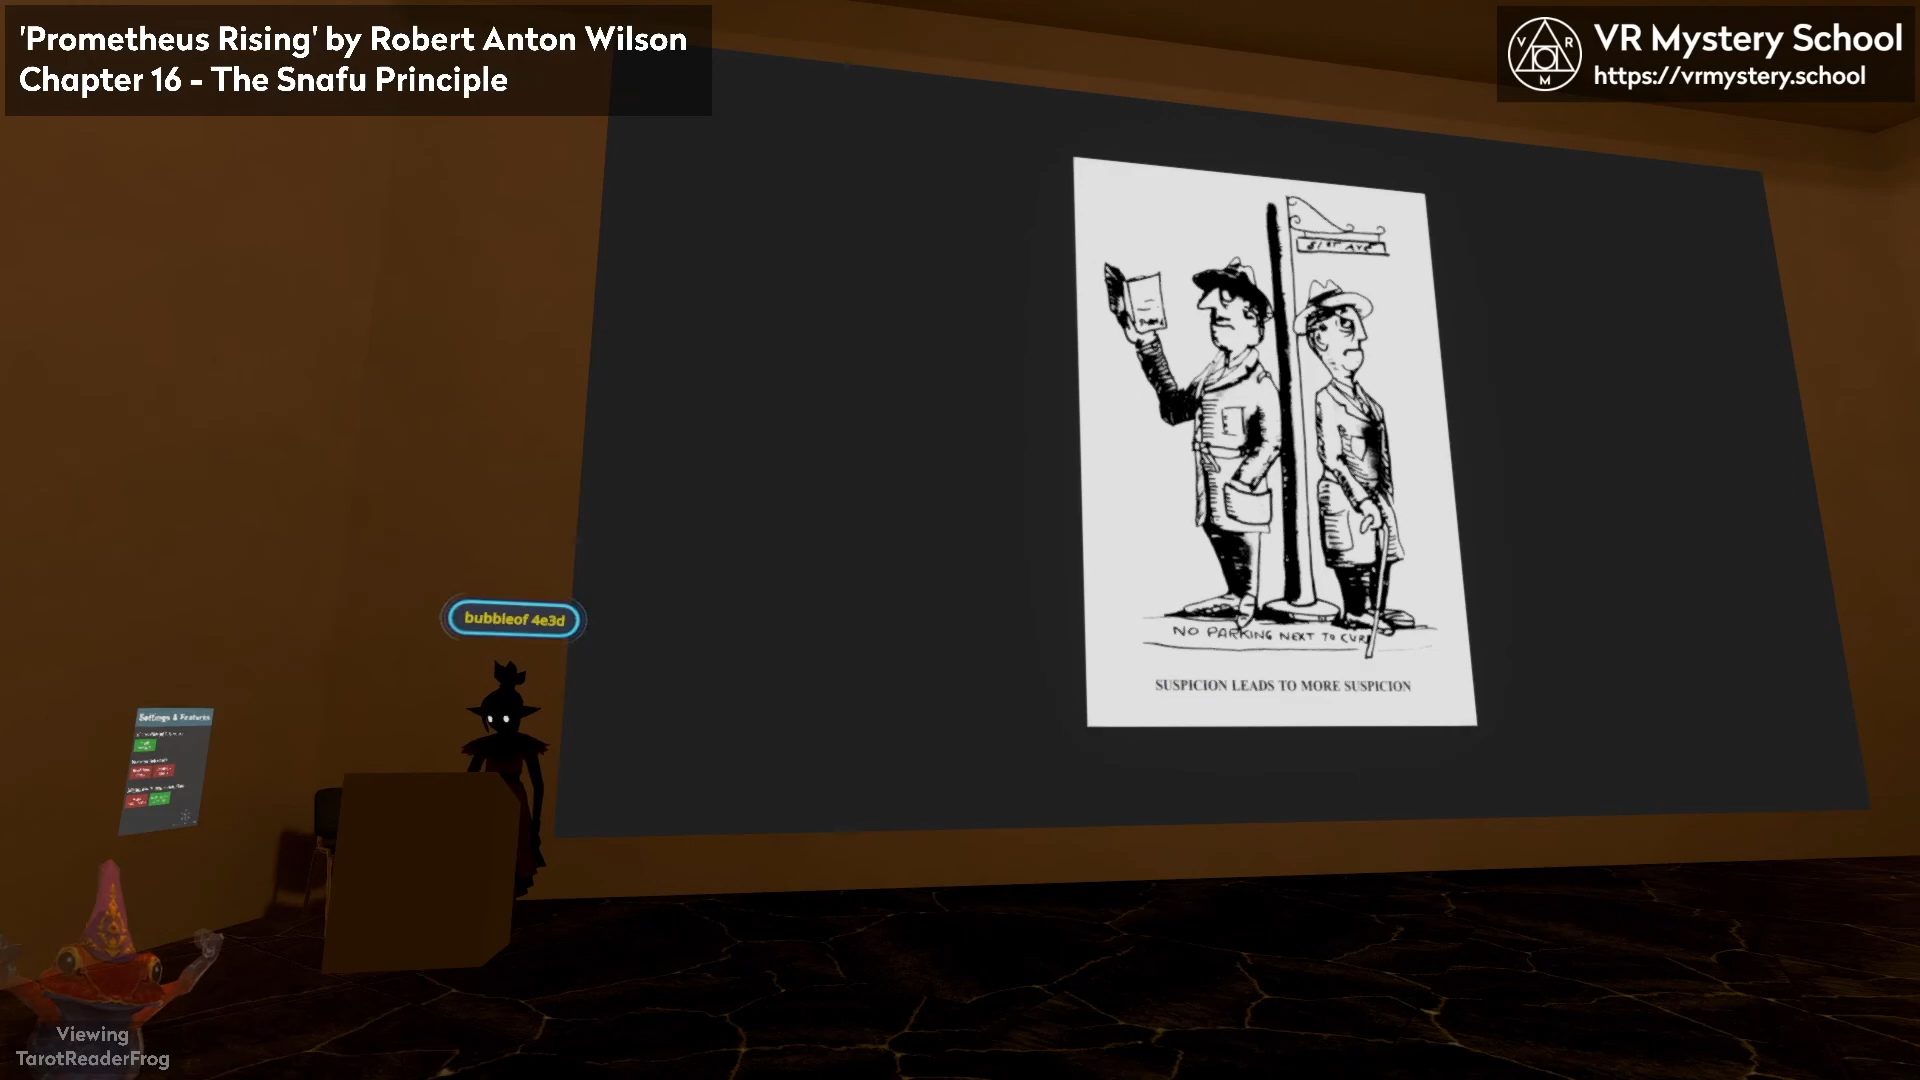 'Prometheus Rising' by Robert Anton Wilson
Chapter 16 - The Snafu Principle
V R
M
VR Mystery School
https://vrmystery.school
NO PARKING NEXT TO CUR
SUSPICION LEADS TO MORE SUSPICION
bubbleof 4e3d
Settings & Features
Viewing
TarotReaderFrog